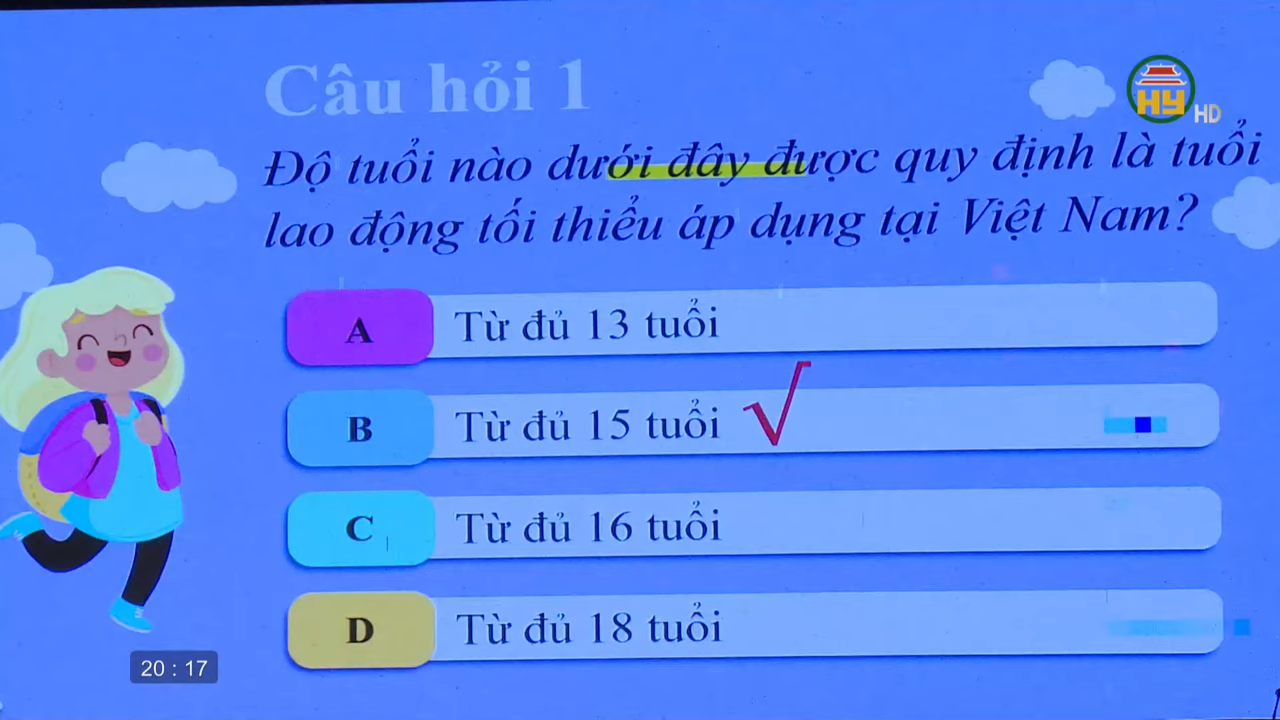 Câu hỏi 1
HY HD
Độ tuổi nào dưới đây được quy định là tuổi
lao động tối thiểu áp dụng tại Việt Nam?
A Từ đủ 13 tuổi
B Từ đủ 15 tuổi √
C Từ đủ 16 tuổi
D Từ đủ 18 tuổi
20 : 17